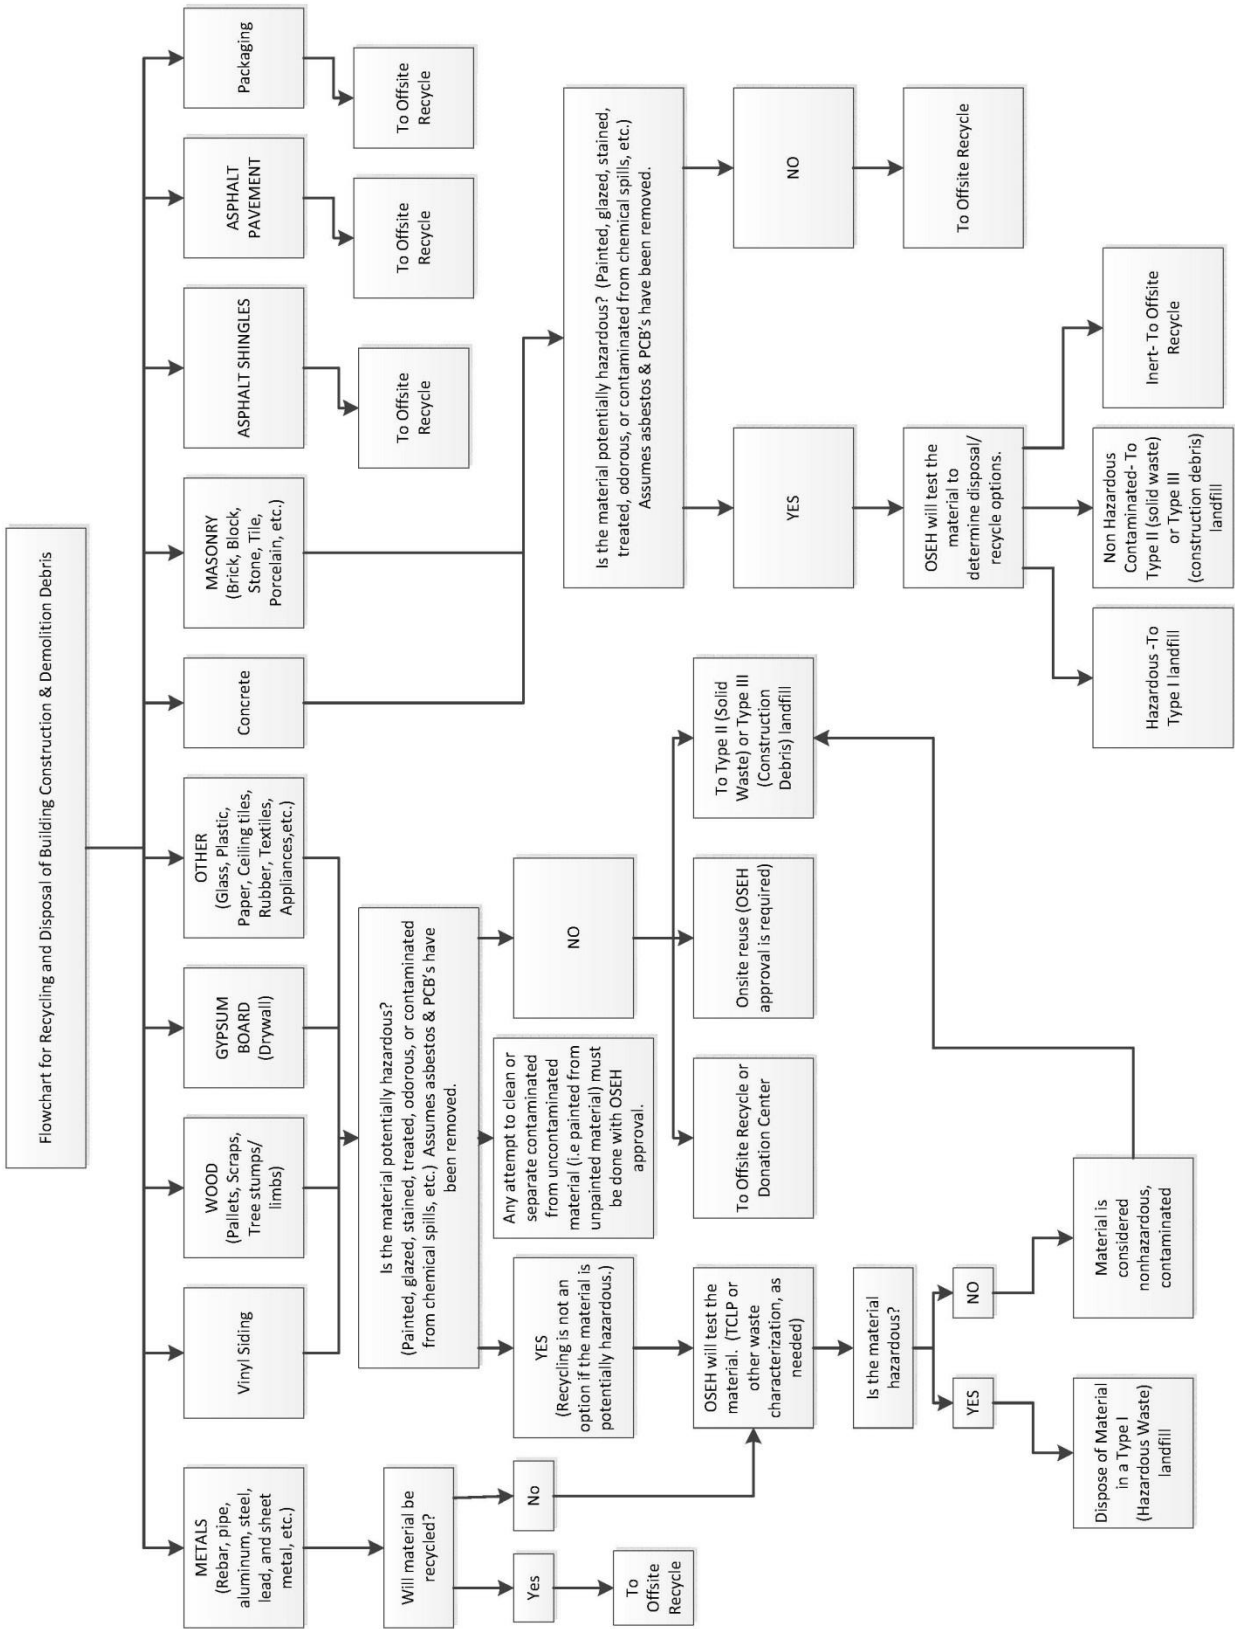 Flowchart for Recycling and Disposal of Building Construction & Demolition Debris
METALS
(Rebar, pipe,
aluminum, steel,
lead, and sheet
metal, etc.)
Vinyl Siding
WOOD
(Pallets, Scraps,
Tree stumps/
limbs)
GYPSUM
BOARD
(Drywall)
OTHER
(Glass, Plastic,
Paper, Ceiling tiles,
Rubber, Textiles,
Appliances,etc.)
Concrete
MASONRY
(Brick, Block,
Stone, Tile,
Porcelain, etc.)
ASPHALT SHINGLES
ASPHALT
PAVEMENT
Packaging
Will material be
recycled?
Is the material potentially hazardous?
(Painted, glazed, stained, treated, odorous, or contaminated
from chemical spills, etc.) Assumes asbestos & PCB's have
been removed.
To Offsite
Recycle
To Offsite
Recycle
To Offsite
Recycle
Yes
No
YES
(Recycling is not an
option if the material is
potentially hazardous.)
Any attempt to clean or
separate contaminated
from uncontaminated
material (i.e painted from
unpainted material) must
be done with OSEH
approval.
NO
Is the material potentially hazardous? (Painted, glazed, stained,
treated, odorous, or contaminated from chemical spills, etc.)
Assumes asbestos & PCB's have been removed.
To
Offsite
Recycle
OSEH will test the
material. (TCLP or
other waste
characterization, as
needed)
To Offsite Recycle or
Donation Center
Onsite reuse (OSEH
approval is required)
To Type II (Solid
Waste) or Type III
(Construction
Debris) landfill
YES
NO
Is the material
hazardous?
OSEH will test the
material to
determine disposal/
recycle options.
To Offsite Recycle
YES
NO
Dispose of Material
in a Type I
(Hazardous Waste)
landfill
Material is
considered
nonhazardous,
contaminated
Hazardous -To
Type I landfill
Non Hazardous
Contaminated- To
Type II (solid waste)
or Type III
(construction debris)
landfill
Inert- To Offsite
Recycle